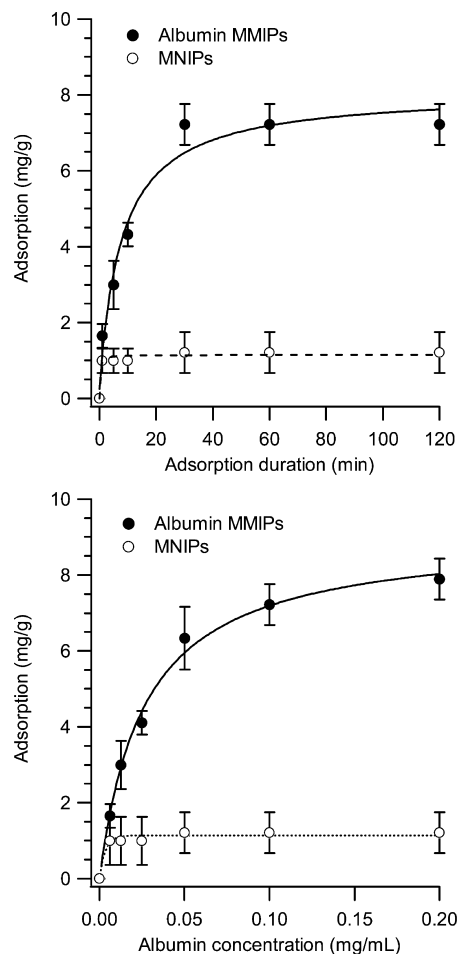 10
8
6
4
2
0
Adsorption (mg/g)
Albumin MMIPs
MNIPs
0 20 40 60 80 100 120
Adsorption duration (min)
10
8
6
4
2
0
Adsorption (mg/g)
Albumin MMIPs
MNIPs
0.00 0.05 0.10 0.15 0.20
Albumin concentration (mg/mL)